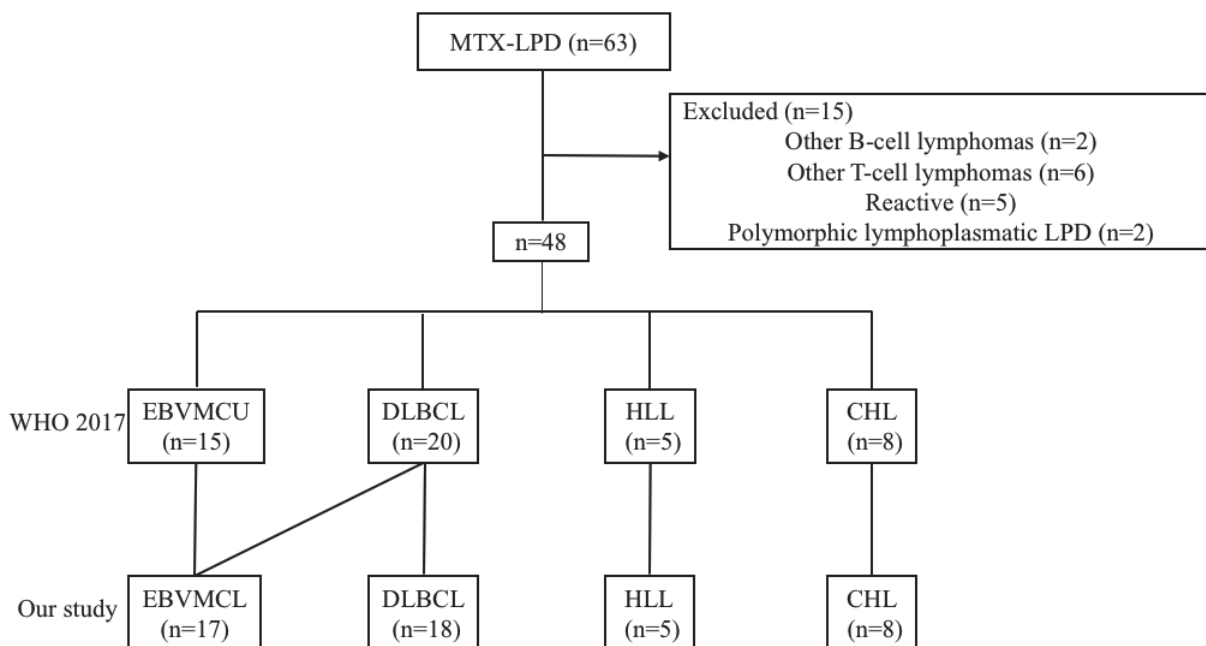 MTX-LPD (n=63)
Excluded (n=15)
Other B-cell lymphomas (n=2)
Other T-cell lymphomas (n=6)
Reactive (n=5)
Polymorphic lymphoplasmatic LPD (n=2)
n=48
WHO 2017
EBVMCU
(n=15)
DLBCL
(n=20)
HLL
(n=5)
CHL
(n=8)
Our study
EBVMCL
(n=17)
DLBCL
(n=18)
HLL
(n=5)
CHL
(n=8)